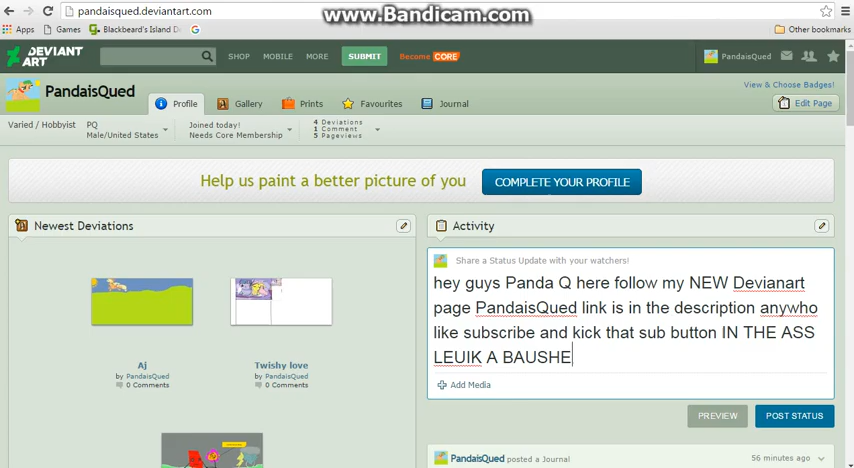 www.Bandicam.com
pandaisqued.deviantart.com
Apps Games Blackbeard's Island Di G Other bookmarks
DEVIANT ART SHOP MOBILE MORE SUBMIT Become CORE PandaisQued
PandaisQued Profile Gallery Prints Favourites Journal
View & Choose Badges!
Edit Page
Varied / Hobbyist
PQ
Male/United States
Joined today!
Needs Core Membership
4 Deviations
1 Comment
5 Pageviews
Help us paint a better picture of you COMPLETE YOUR PROFILE
Newest Deviations
Aj
by PandaisQued
0 Comments
Twishy love
by PandaisQued
0 Comments
Activity
Share a Status Update with your watchers!
hey guys Panda Q here follow my NEW Devianart
page PandaisQued link is in the description anywho
like subscribe and kick that sub button IN THE ASS
LEUIK A BAUSHE
Add Media
PREVIEW POST STATUS
PandaisQued posted a Journal 56 minutes ago